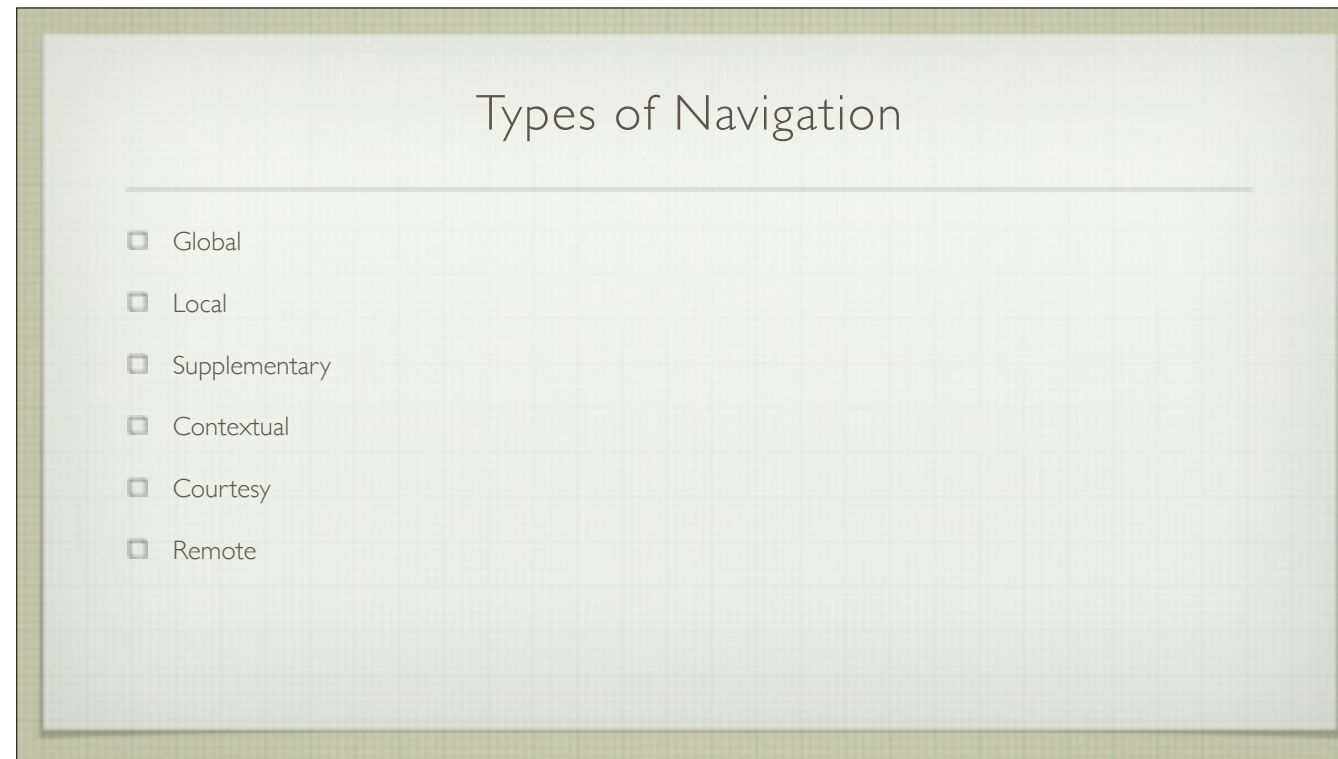 Types of Navigation
Global
Local
Supplementary
Contextual
Courtesy
Remote